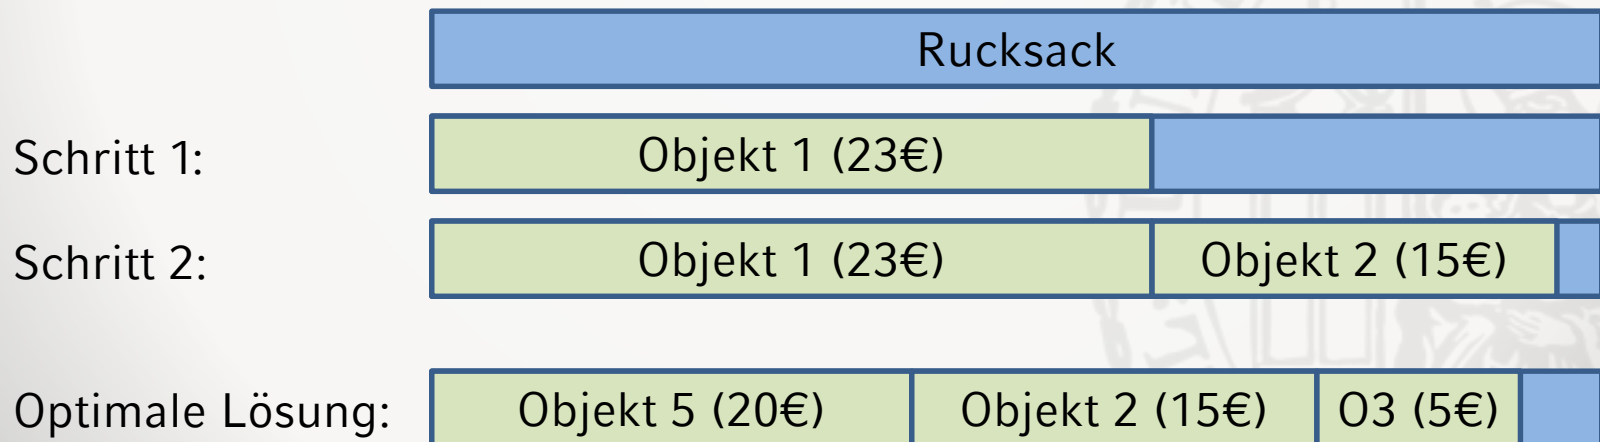 Rucksack
Schritt 1: Objekt 1 (23€)
Schritt 2: Objekt 1 (23€) Objekt 2 (15€)
Optimale Lösung: Objekt 5 (20€) Objekt 2 (15€) O3 (5€)